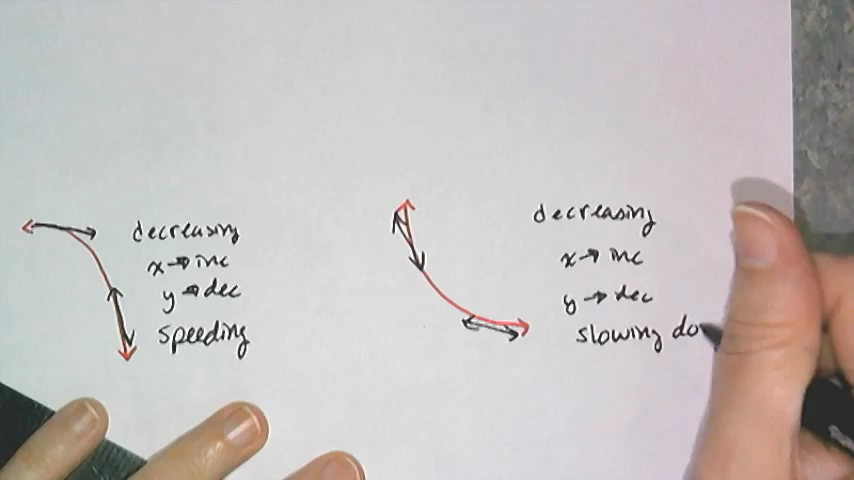 decreasing
x → inc
y → dec
speeding
decreasing
x → inc
y → dec
slowing do